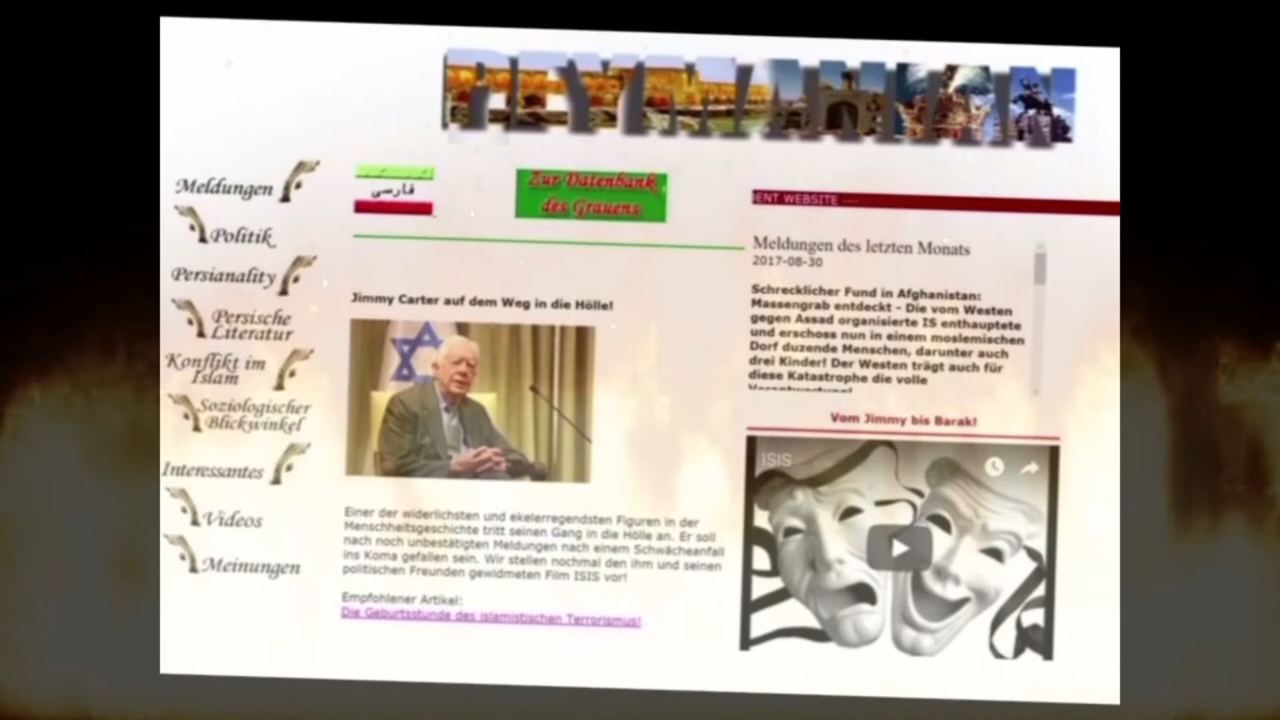 PEYMANIAN
Meldungen
Politik
Persianality
Persische
Literatur
Konflikt im
Islam
Soziologischer
Blickwinkel
Interessantes
Videos
Meinungen
فارسی
Zur Datenbank
des Grauens
Jimmy Carter auf dem Weg in die Hölle!
Einer der widerlichsten und ekelerregendsten Figuren in der
Menschheitsgeschichte tritt seinen Gang in die Hölle an. Er soll
nach noch unbestätigten Meldungen nach einem Schwächeanfall
ins Koma gefallen sein. Wir stellen nochmal den ihm und seinen
politischen Freunden gewidmeten Film ISIS vor!
Empfohlener Artikel:
Die Geburtsstunde des islamistischen Terrorismus!
ENT WEBSITE ---
Meldungen des letzten Monats
2017-08-30
Schrecklicher Fund in Afghanistan:
Massengrab entdeckt - Die vom Westen
gegen Assad organisierte IS enthauptete
und erschoss nun in einem moslemischen
Dorf duzende Menschen, darunter auch
drei Kinder! Der Westen trägt auch für
diese Katastrophe die volle
Verantwortung!
Vom Jimmy bis Barak!
ISIS